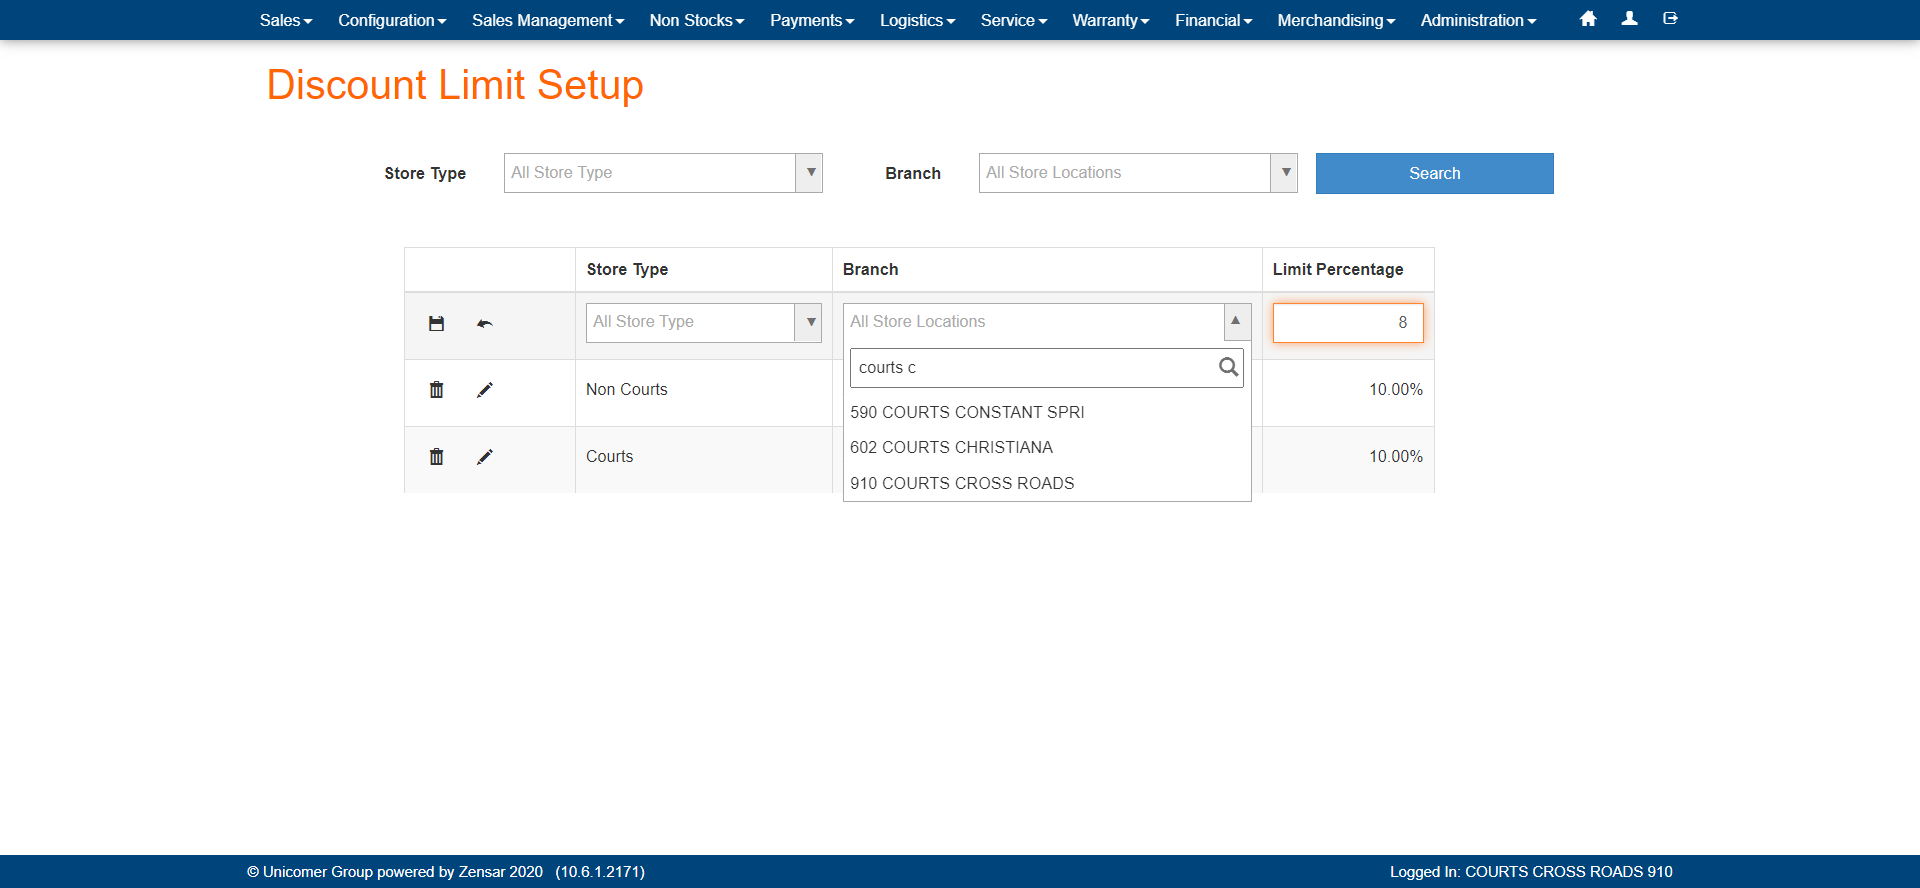 Sales Configuration Sales Management Non Stocks Payments Logistics Service Warranty Financial Merchandising Administration
Discount Limit Setup
Store Type All Store Type Branch All Store Locations Search
Store Type Branch Limit Percentage
All Store Type All Store Locations 8
courts c
Non Courts 10.00%
590 COURTS CONSTANT SPRI
602 COURTS CHRISTIANA
Courts 10.00%
910 COURTS CROSS ROADS
© Unicomer Group powered by Zensar 2020 (10.6.1.2171) Logged In: COURTS CROSS ROADS 910